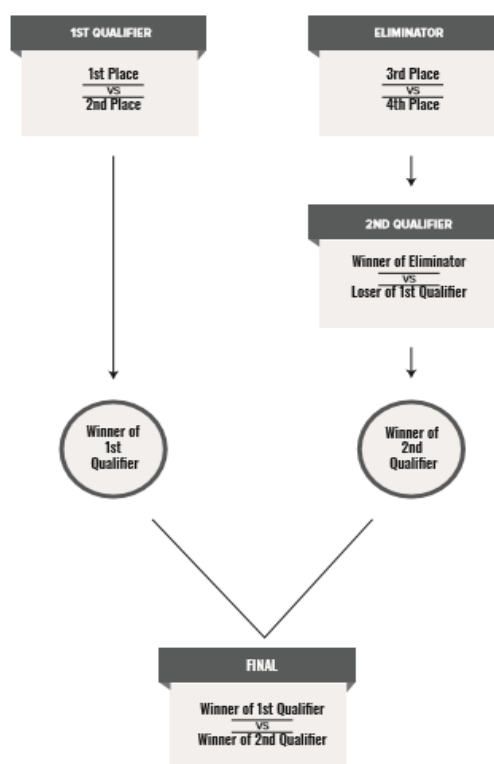 1ST QUALIFIER
1st Place
VS
2nd Place
ELIMINATOR
3rd Place
VS
4th Place
2ND QUALIFIER
Winner of Eliminator
VS
Loser of 1st Qualifier
Winner of
1st
Qualifier
Winner of
2nd
Qualifier
FINAL
Winner of 1st Qualifier
VS
Winner of 2nd Qualifier